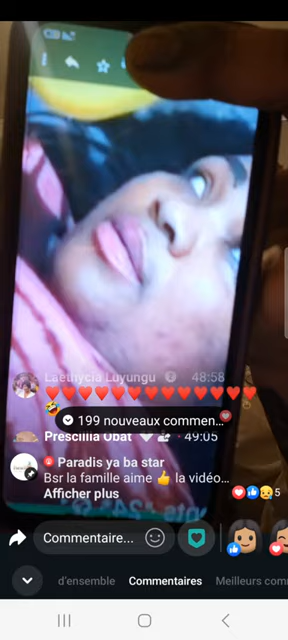 Laethycia Luyungu 48:58
❤️❤️❤️❤️❤️❤️❤️❤️❤️❤️❤️❤️❤️
🤣
199 nouveaux commen...
Prescillia Obat 🤍 · 49:05
Paradis ya ba star
Bsr la famille aime 👍 la vidéo...
Afficher plus
5
Commentaire...
d'ensemble Commentaires Meilleurs com